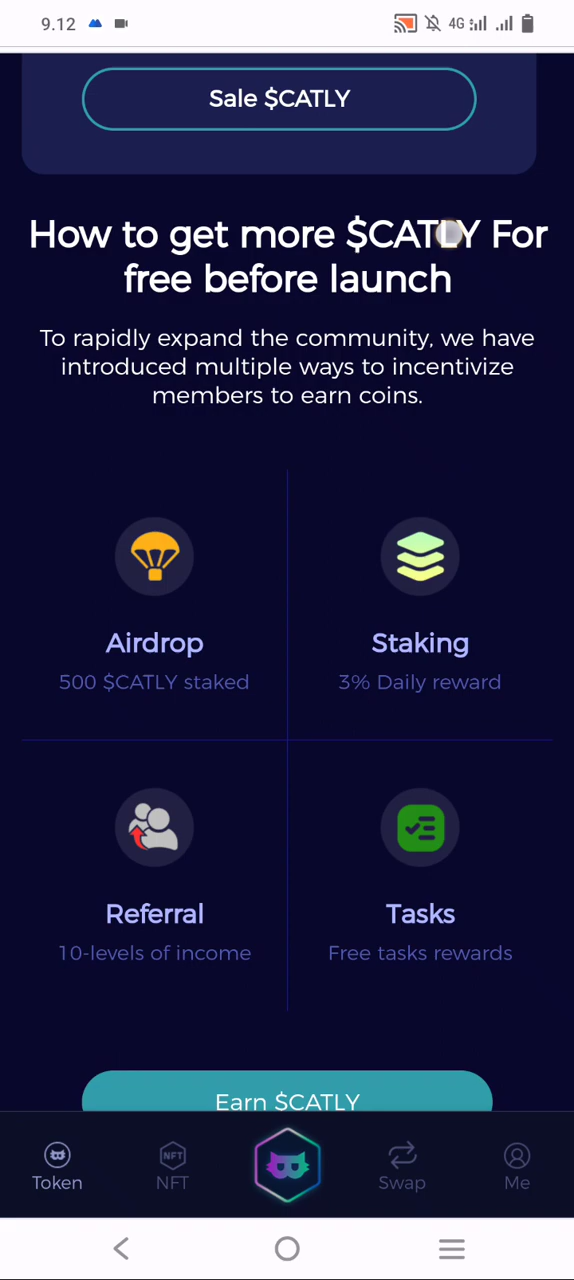 9.12
4G
Sale $CATLY
How to get more $CATLY For
free before launch
To rapidly expand the community, we have
introduced multiple ways to incentivize
members to earn coins.
Airdrop
500 $CATLY staked
Staking
3% Daily reward
Referral
10-levels of income
Tasks
Free tasks rewards
Earn $CATLY
Token
NFT
NFT
Swap
Me